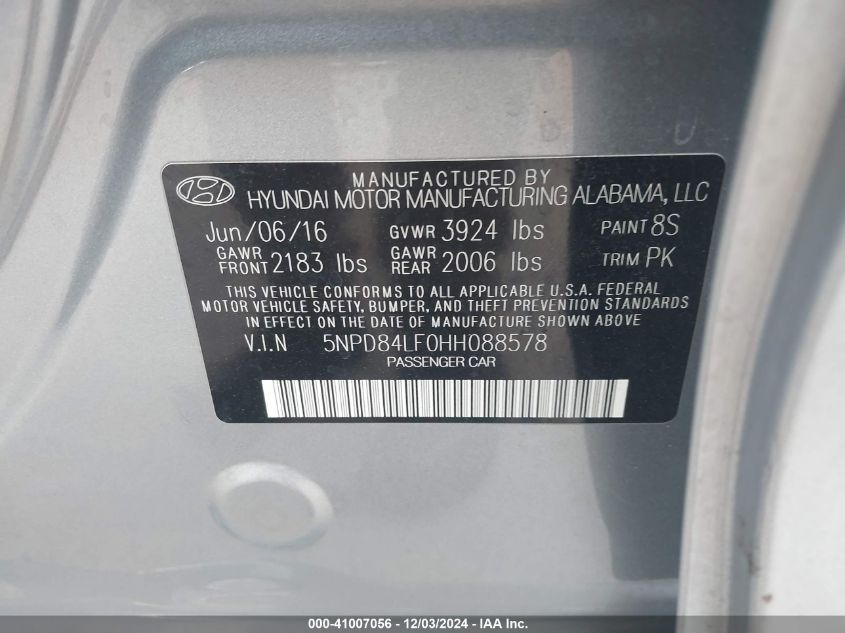 MANUFACTURED BY
HYUNDAI MOTOR MANUFACTURING ALABAMA, LLC
Jun/06/16 GVWR 3924 lbs PAINT 8S
GAWR FRONT 2183 lbs GAWR REAR 2006 lbs TRIM PK
THIS VEHICLE CONFORMS TO ALL APPLICABLE U.S.A. FEDERAL
MOTOR VEHICLE SAFETY, BUMPER, AND THEFT PREVENTION STANDARDS
IN EFFECT ON THE DATE OF MANUFACTURE SHOWN ABOVE.
V.I.N 5NPD84LF0HH088578
PASSENGER CAR
000-41007056 - 12/03/2024 - IAA Inc.